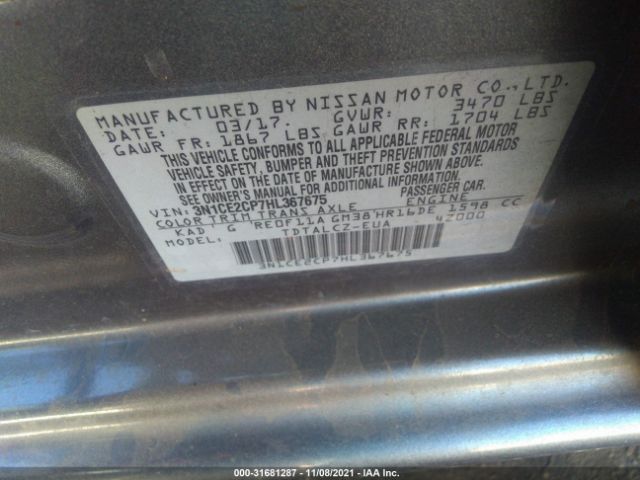 MANUFACTURED BY NISSAN MOTOR CO., LTD.
DATE: 03/17. GVWR: 3470 LBS
GAWR FR: 1867 LBS GAWR RR: 1704 LBS
THIS VEHICLE CONFORMS TO ALL APPLICABLE FEDERAL MOTOR
VEHICLE SAFETY, BUMPER AND THEFT PREVENTION STANDARDS
IN EFFECT ON THE DATE OF MANUFACTURE SHOWN ABOVE.
SEE OWNER'S MANUAL FOR ADDITIONAL INFORMATION.
VIN: 3N1CE2CP7HL367675 PASSENGER CAR.
COLOR TRIM TRANS AXLE ENGINE
KAD G RE0F11A GM38 HR16DE 1598 CC
TDTALCZ-EUA 42000
3N1CE2CP7HL367675
000-31681287 - 11/08/2021 - IAA Inc.